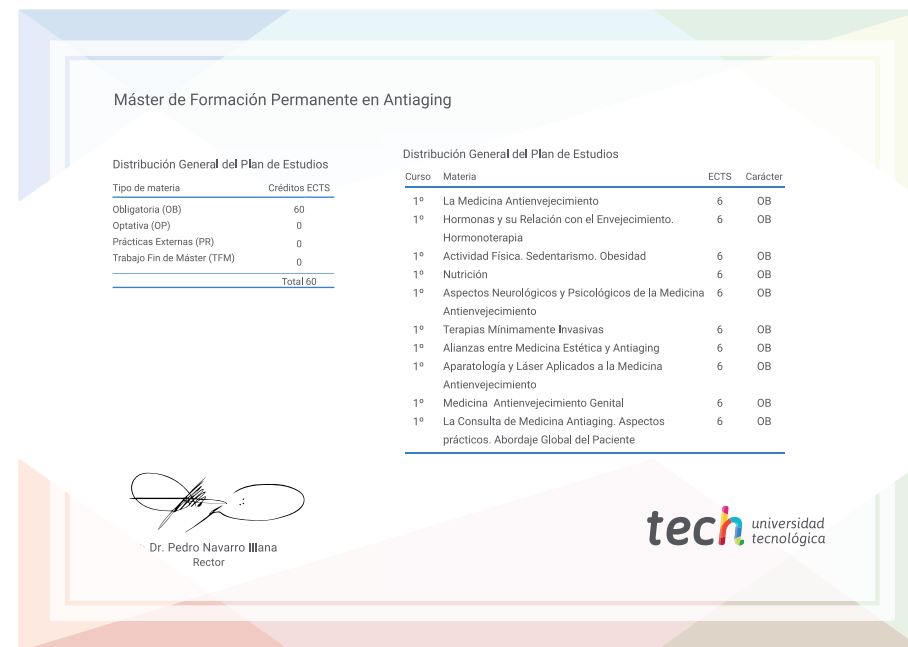 Máster de Formación Permanente en Antiaging
Distribución General del Plan de Estudios
Tipo de materia Créditos ECTS
Obligatoria (OB) 60
Optativa (OP) 0
Prácticas Externas (PR) 0
Trabajo Fin de Máster (TFM) 0
Total 60
Distribución General del Plan de Estudios
Curso Materia ECTS Carácter
1º La Medicina Antienvejecimiento 6 OB
1º Hormonas y su Relación con el Envejecimiento. 6 OB
Hormonoterapia
1º Actividad Física. Sedentarismo. Obesidad 6 OB
1º Nutrición 6 OB
1º Aspectos Neurológicos y Psicológicos de la Medicina 6 OB
Antienvejecimiento
1º Terapias Mínimamente Invasivas 6 OB
1º Alianzas entre Medicina Estética y Antiaging 6 OB
1º Aparatología y Láser Aplicados a la Medicina 6 OB
Antienvejecimiento
1º Medicina Antienvejecimiento Genital 6 OB
1º La Consulta de Medicina Antiaging. Aspectos 6 OB
prácticos. Abordaje Global del Paciente
Dr. Pedro Navarro Illana
Rector
tech universidad
tecnológica